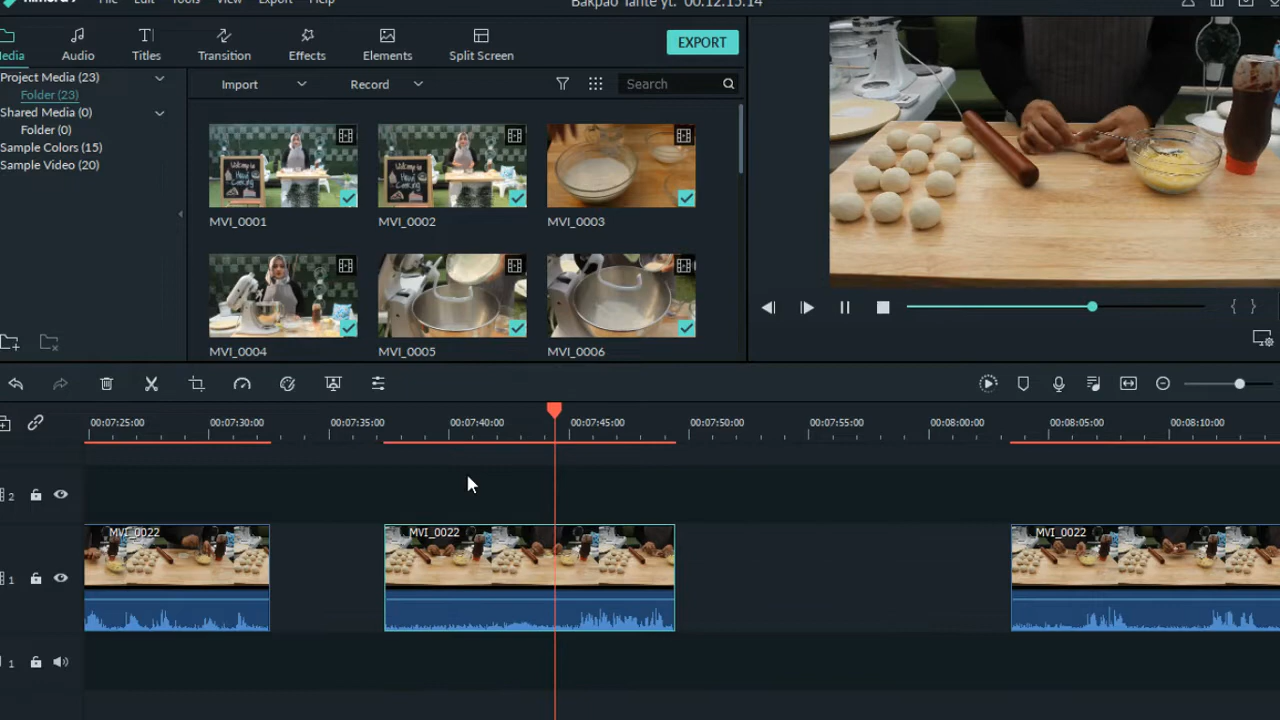 File Edit Tools View Export Help
Bakpao Tante yt. 00:12:15:14
Media
Audio
Titles
Transition
Effects
Elements
Split Screen
EXPORT
Project Media (23)
Folder (23)
Shared Media (0)
Folder (0)
Sample Colors (15)
Sample Video (20)
Import
Record
Search
MVI_0001
MVI_0002
MVI_0003
MVI_0004
MVI_0005
MVI_0006
00:07:25:00
00:07:30:00
00:07:35:00
00:07:40:00
00:07:45:00
00:07:50:00
00:07:55:00
00:08:00:00
00:08:05:00
00:08:10:00
2
1
MVI_0022
MVI_0022
MVI_0022
1